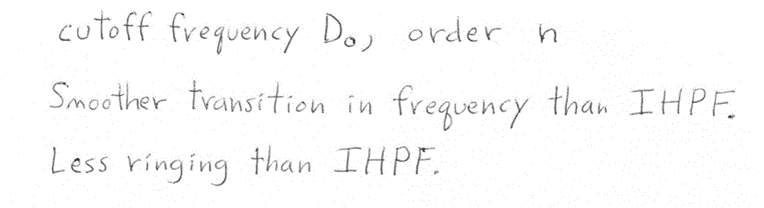 cutoff frequency D₀, order n
Smoother transition in frequency than IHPF.
Less ringing than IHPF.